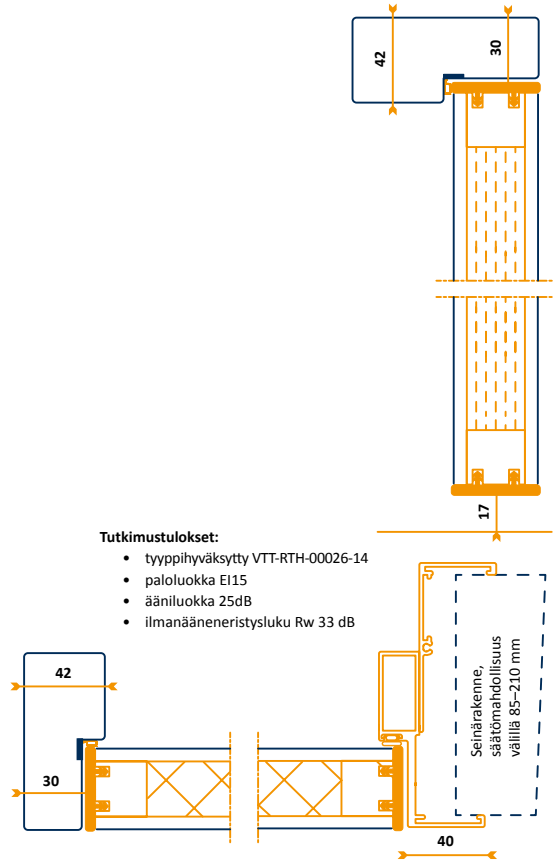 42
30
17
Tutkimustulokset:
• tyyppihyväksytty VTT-RTH-00026-14
• paloluokka EI15
• ääniluokka 25dB
• ilmanääneneristysluku Rw 33 dB
42
30
Seinärakenne,
säätömahdollisuus
välillä 85–210 mm
40